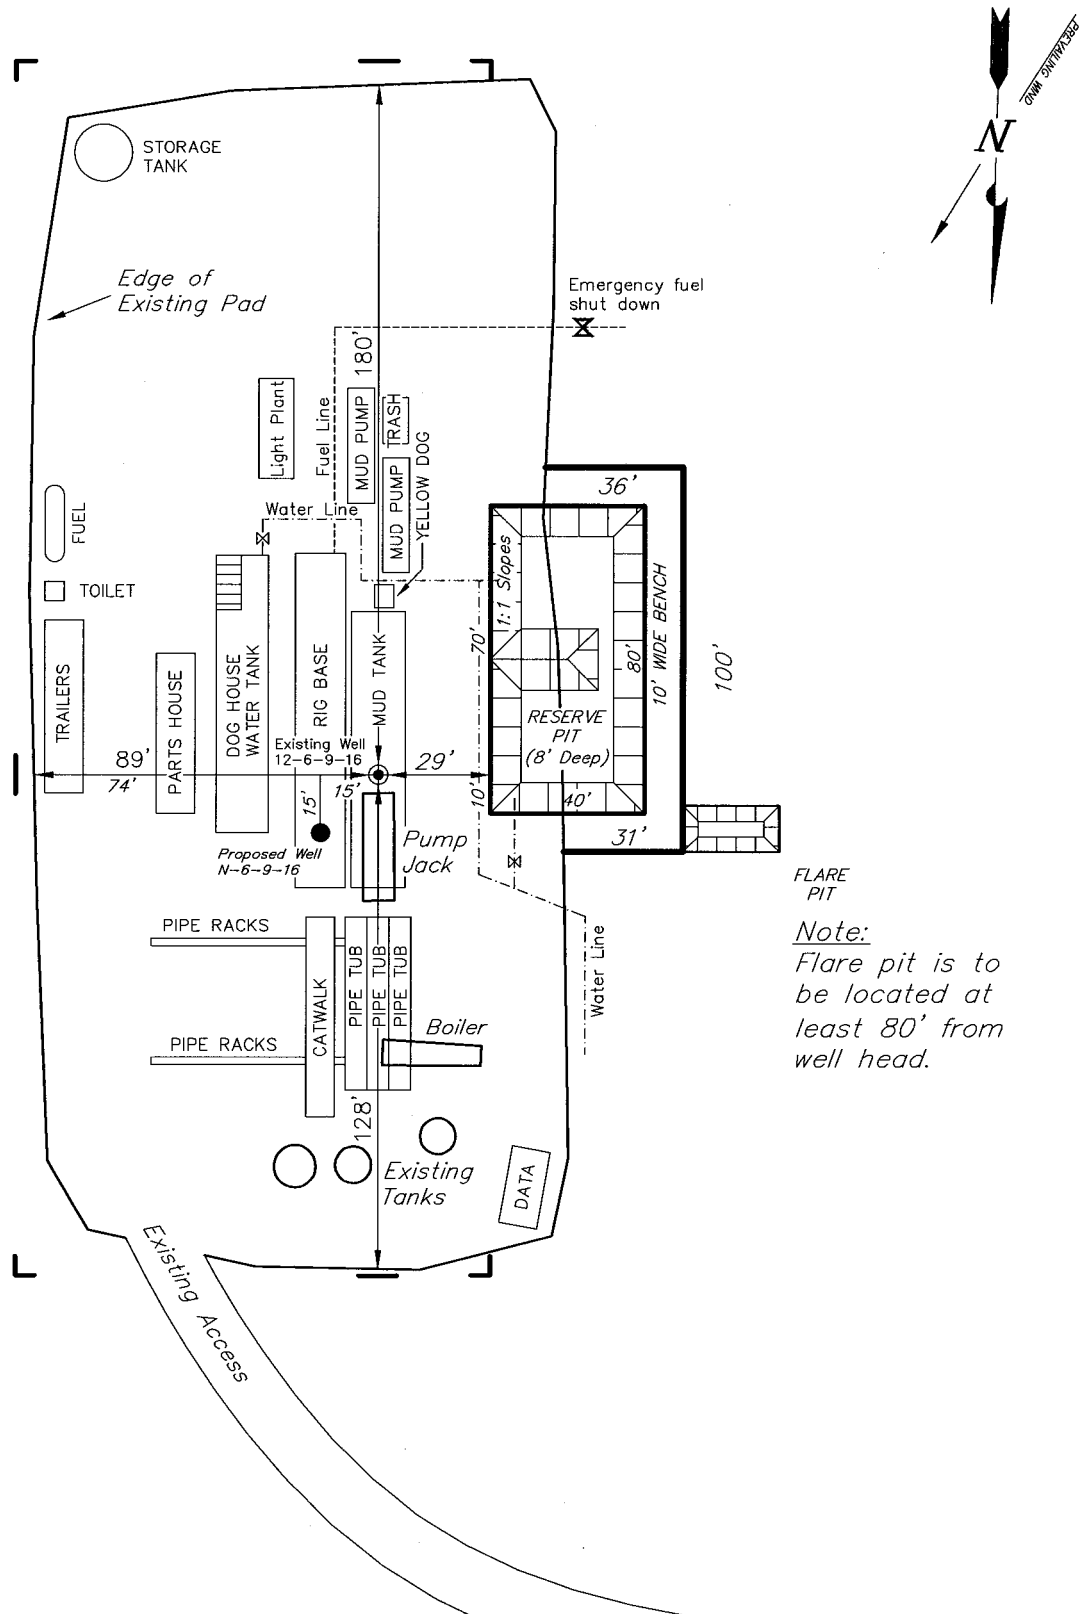 PREVAILING WIND
N
STORAGE
TANK
Edge of
Existing Pad
Emergency fuel
shut down
180'
Light Plant
Fuel Line
MUD PUMP
TRASH
MUD PUMP
YELLOW DOG
Water Line
FUEL
TOILET
36'
1:1 Slopes
10' WIDE BENCH
70'
80'
100'
TRAILERS
PARTS HOUSE
DOG HOUSE
WATER TANK
RIG BASE
MUD TANK
RESERVE
PIT
(8' Deep)
Existing Well
12-6-9-16
89'
74'
29'
15'
15'
10'
40'
31'
Proposed Well
N-6-9-16
Pump
Jack
FLARE
PIT
Note:
Flare pit is to
be located at
least 80' from
well head.
PIPE RACKS
CATWALK
PIPE TUB
PIPE TUB
PIPE TUB
Water Line
Boiler
PIPE RACKS
128'
Existing
Tanks
DATA
Existing Access